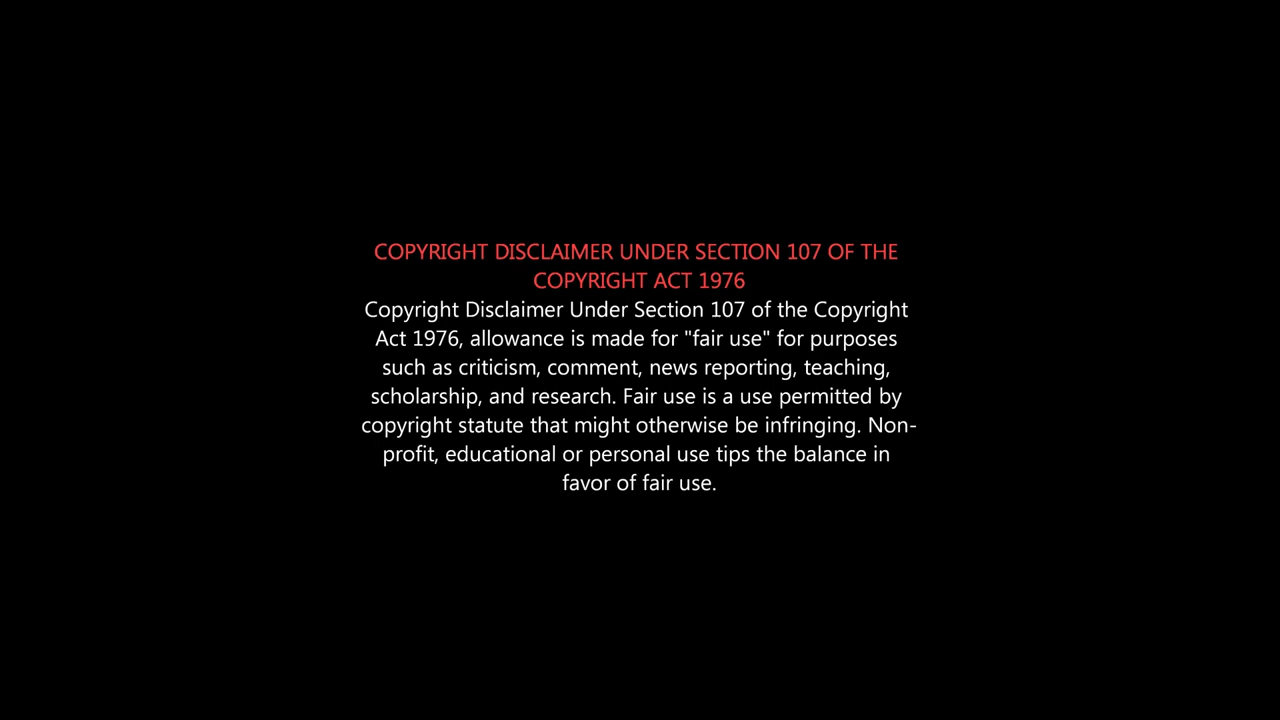 COPYRIGHT DISCLAIMER UNDER SECTION 107 OF THE
COPYRIGHT ACT 1976
Copyright Disclaimer Under Section 107 of the Copyright
Act 1976, allowance is made for "fair use" for purposes
such as criticism, comment, news reporting, teaching,
scholarship, and research. Fair use is a use permitted by
copyright statute that might otherwise be infringing. Non-
profit, educational or personal use tips the balance in
favor of fair use.